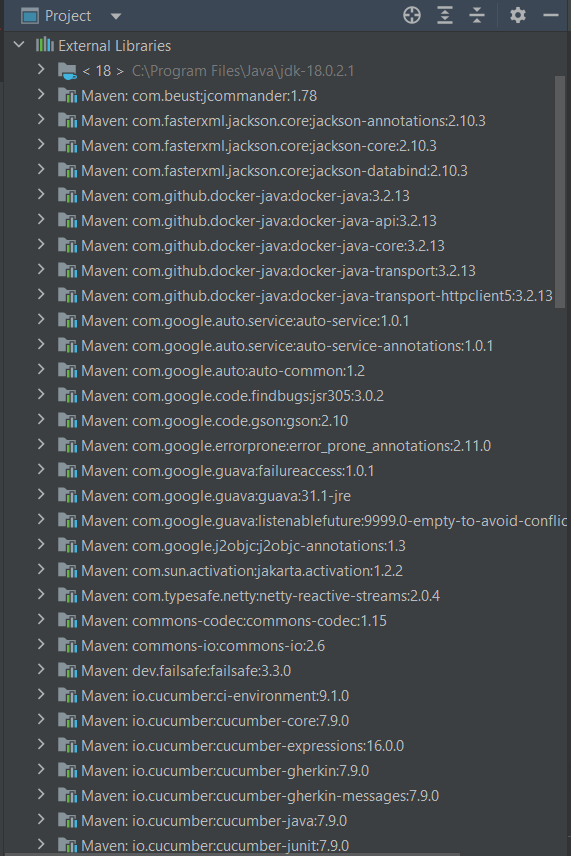 Project
External Libraries
< 18 > C:\Program Files\Java\jdk-18.0.2.1
Maven: com.beust:jcommander:1.78
Maven: com.fasterxml.jackson.core:jackson-annotations:2.10.3
Maven: com.fasterxml.jackson.core:jackson-core:2.10.3
Maven: com.fasterxml.jackson.core:jackson-databind:2.10.3
Maven: com.github.docker-java:docker-java:3.2.13
Maven: com.github.docker-java:docker-java-api:3.2.13
Maven: com.github.docker-java:docker-java-core:3.2.13
Maven: com.github.docker-java:docker-java-transport:3.2.13
Maven: com.github.docker-java:docker-java-transport-httpclient5:3.2.13
Maven: com.google.auto.service:auto-service:1.0.1
Maven: com.google.auto.service:auto-service-annotations:1.0.1
Maven: com.google.auto:auto-common:1.2
Maven: com.google.code.findbugs:jsr305:3.0.2
Maven: com.google.code.gson:gson:2.10
Maven: com.google.errorprone:error_prone_annotations:2.11.0
Maven: com.google.guava:failureaccess:1.0.1
Maven: com.google.guava:guava:31.1-jre
Maven: com.google.guava:listenablefuture:9999.0-empty-to-avoid-conflic
Maven: com.google.j2objc:j2objc-annotations:1.3
Maven: com.sun.activation:jakarta.activation:1.2.2
Maven: com.typesafe.netty:netty-reactive-streams:2.0.4
Maven: commons-codec:commons-codec:1.15
Maven: commons-io:commons-io:2.6
Maven: dev.failsafe:failsafe:3.3.0
Maven: io.cucumber:ci-environment:9.1.0
Maven: io.cucumber:cucumber-core:7.9.0
Maven: io.cucumber:cucumber-expressions:16.0.0
Maven: io.cucumber:cucumber-gherkin:7.9.0
Maven: io.cucumber:cucumber-gherkin-messages:7.9.0
Maven: io.cucumber:cucumber-java:7.9.0
Maven: io.cucumber:cucumber-junit:7.9.0